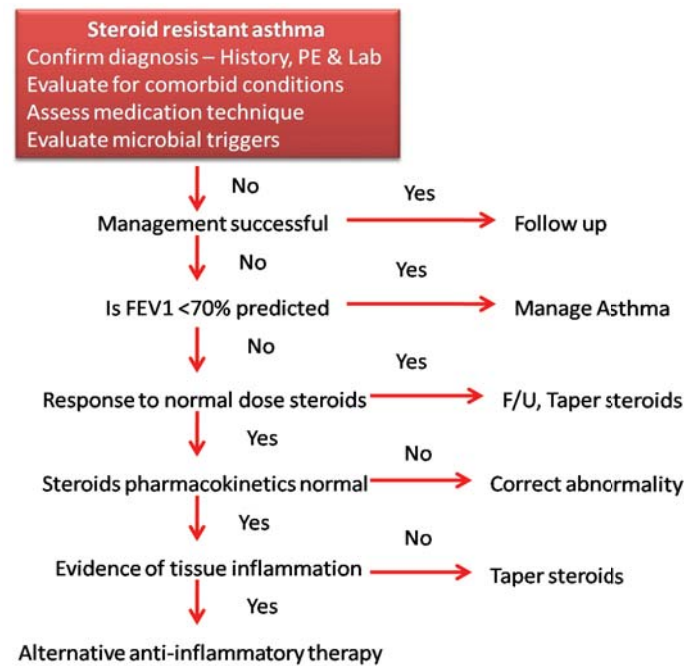 Steroid resistant asthma
Confirm diagnosis – History, PE & Lab
Evaluate for comorbid conditions
Assess medication technique
Evaluate microbial triggers
No
Management successful
Yes
Follow up
No
Is FEV1 <70% predicted
Yes
Manage Asthma
No
Response to normal dose steroids
Yes
F/U, Taper steroids
Yes
Steroids pharmacokinetics normal
No
Correct abnormality
Yes
Evidence of tissue inflammation
No
Taper steroids
Yes
Alternative anti-inflammatory therapy